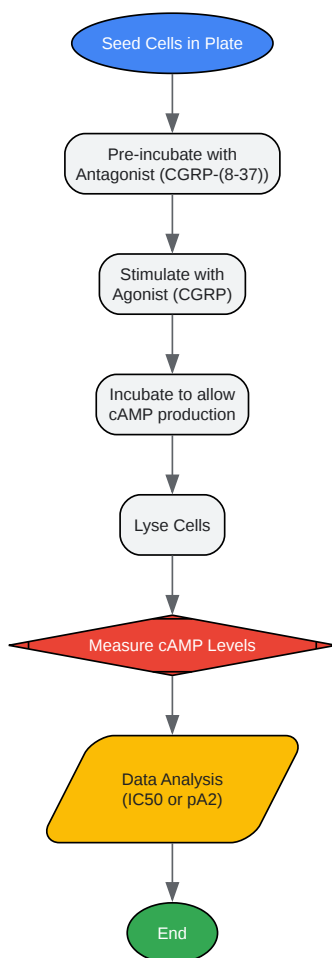 Seed Cells in Plate
Pre-incubate with
Antagonist (CGRP-(8-37))
Stimulate with
Agonist (CGRP)
Incubate to allow
cAMP production
Lyse Cells
Measure cAMP Levels
Data Analysis
(IC50 or pA2)
End